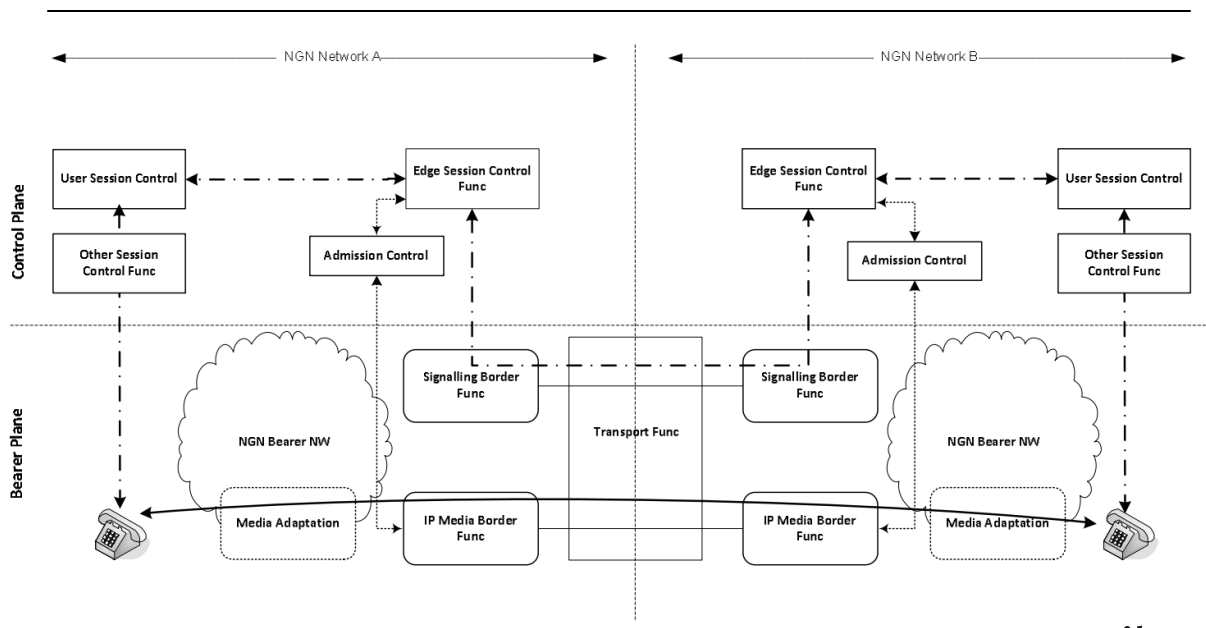 NGN Network A
NGN Network B
Control Plane
User Session Control
Edge Session Control
Func
Edge Session Control
Func
User Session Control
Other Session
Control Func
Admission Control
Admission Control
Other Session
Control Func
Bearer Plane
Signalling Border
Func
Signalling Border
Func
Transport Func
NGN Bearer NW
NGN Bearer NW
Media Adaptation
IP Media Border
Func
IP Media Border
Func
Media Adaptation